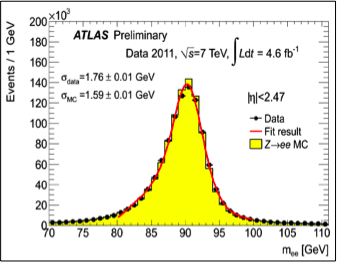 ×10³
ATLAS Preliminary
Data 2011, √s=7 TeV, ∫Ldt = 4.6 fb⁻¹
σdata=1.76 ± 0.01 GeV
σMC=1.59 ± 0.01 GeV
|η|<2.47
Data
Fit result
Z→ee MC
Events / 1 GeV
200
180
160
140
120
100
80
60
40
20
0
70 75 80 85 90 95 100 105 110
mee [GeV]